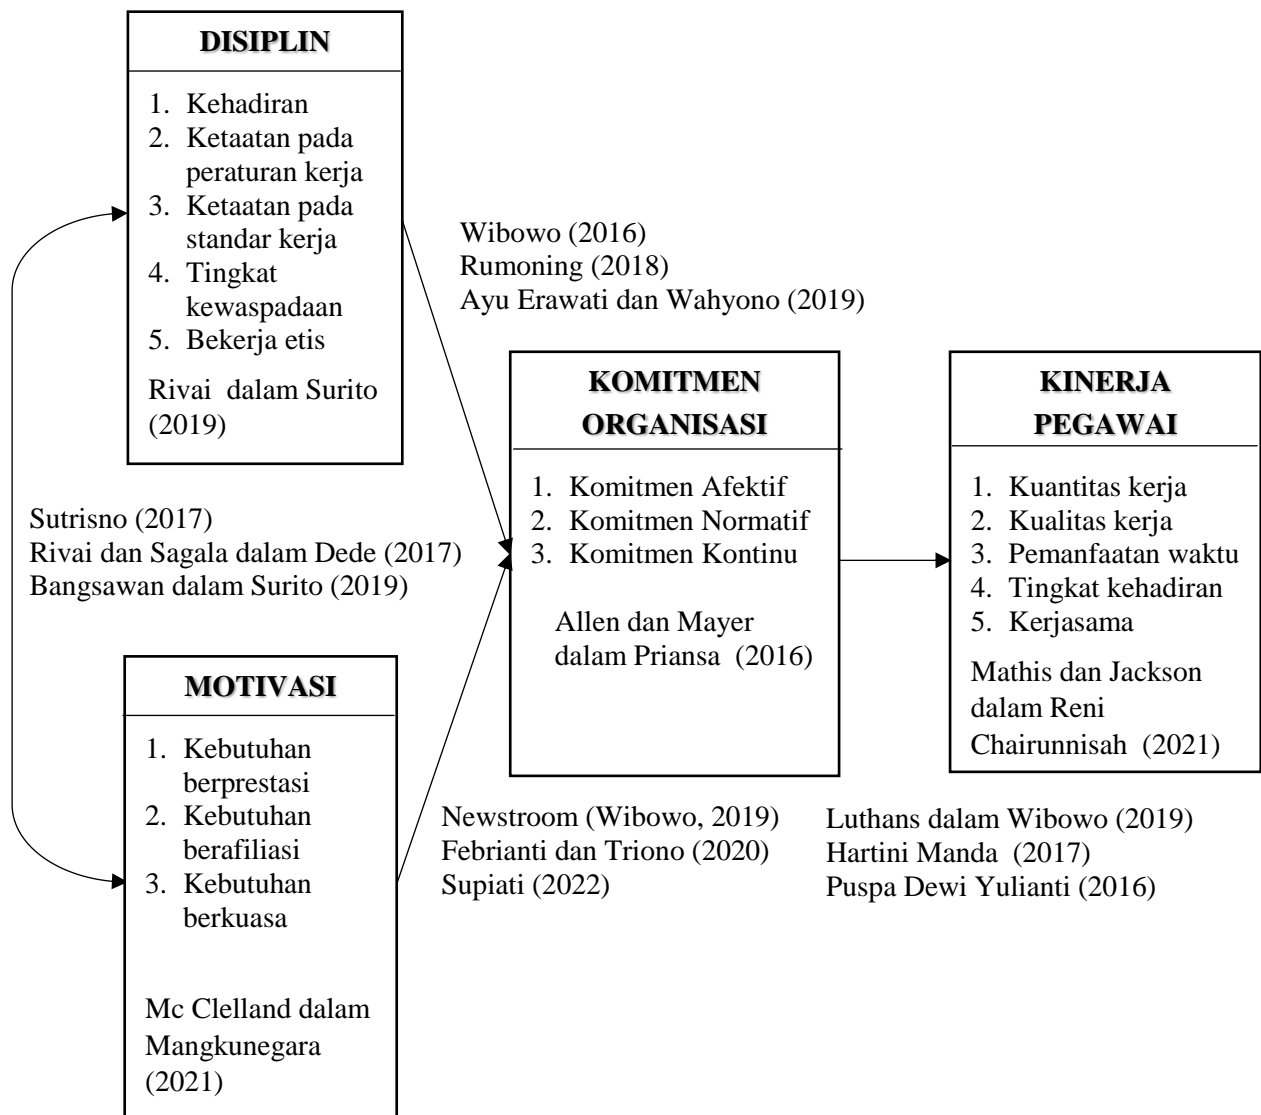 DISIPLIN
1. Kehadiran
2. Ketaatan pada
peraturan kerja
3. Ketaatan pada
standar kerja
4. Tingkat
kewaspadaan
5. Bekerja etis
Rivai dalam Surito
(2019)
Wibowo (2016)
Rumoning (2018)
Ayu Erawati dan Wahyono (2019)
Sutrisno (2017)
Rivai dan Sagala dalam Dede (2017)
Bangsawan dalam Surito (2019)
KOMITMEN
ORGANISASI
1. Komitmen Afektif
2. Komitmen Normatif
3. Komitmen Kontinu
Allen dan Mayer
dalam Priansa (2016)
KINERJA
PEGAWAI
1. Kuantitas kerja
2. Kualitas kerja
3. Pemanfaatan waktu
4. Tingkat kehadiran
5. Kerjasama
Mathis dan Jackson
dalam Reni
Chairunnisah (2021)
MOTIVASI
1. Kebutuhan
berprestasi
2. Kebutuhan
berafiliasi
3. Kebutuhan
berkuasa
Mc Clelland dalam
Mangkunegara
(2021)
Newstroom (Wibowo, 2019)
Febrianti dan Triono (2020)
Supiati (2022)
Luthans dalam Wibowo (2019)
Hartini Manda (2017)
Puspa Dewi Yulianti (2016)